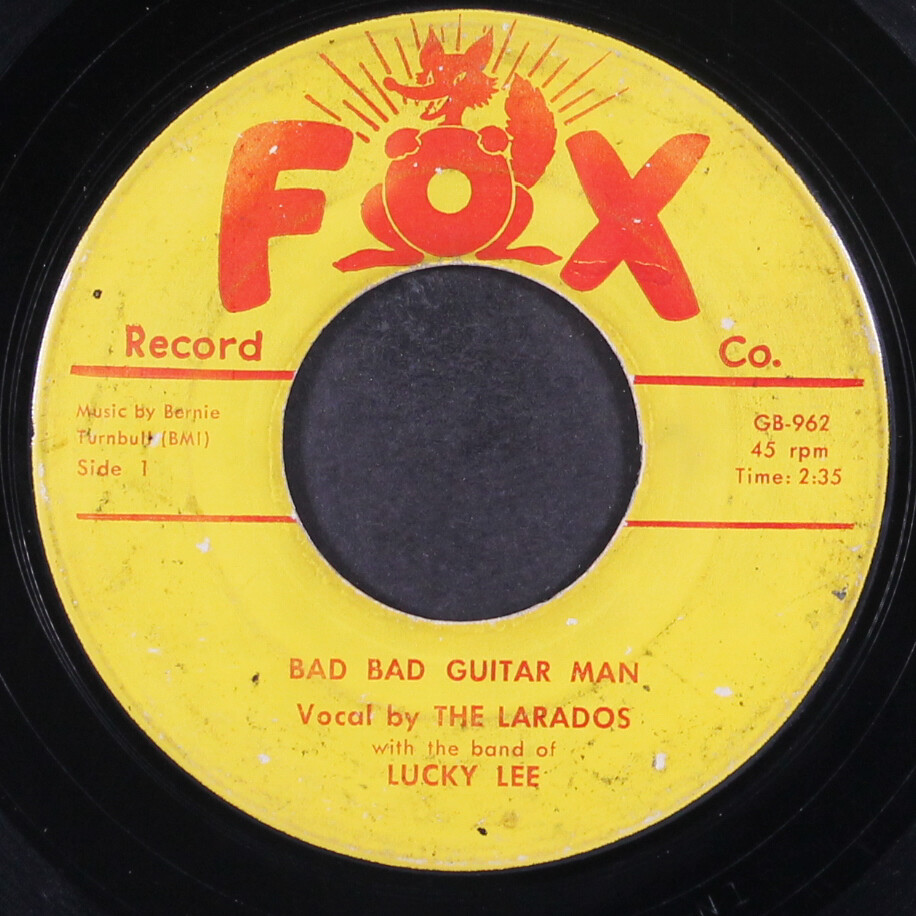 FOX
Record Co.
Music by Bernie
Turnbull (BMI)
Side 1
GB-962
45 rpm
Time: 2:35
BAD BAD GUITAR MAN
Vocal by THE LARADOS
with the band of
LUCKY LEE